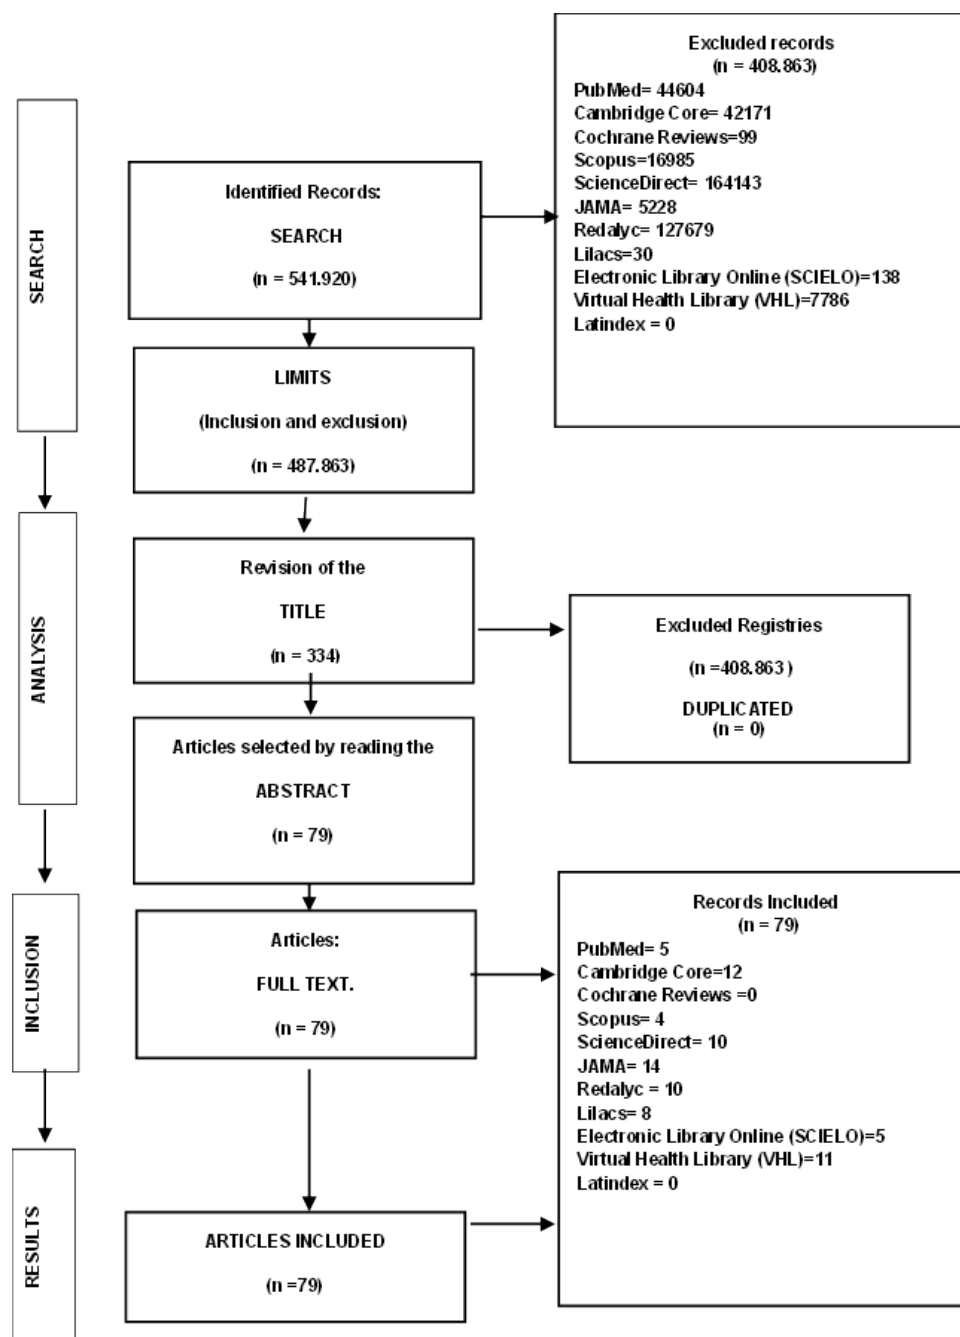 SEARCH
Identified Records:
SEARCH
(n = 541.920)
Excluded records
(n = 408.863)
PubMed= 44604
Cambridge Core= 42171
Cochrane Reviews=99
Scopus=16985
ScienceDirect= 164143
JAMA= 5228
Redalyc= 127679
Lilacs=30
Electronic Library Online (SCIELO)=138
Virtual Health Library (VHL)=7786
Latindex = 0
LIMITS
(Inclusion and exclusion)
(n = 487.863)
ANALYSIS
Revision of the
TITLE
(n = 334)
Excluded Registries
(n =408.863 )
DUPLICATED
(n = 0)
Articles selected by reading the
ABSTRACT
(n = 79)
INCLUSION
Articles:
FULL TEXT.
(n = 79)
Records Included
(n = 79)
PubMed= 5
Cambridge Core=12
Cochrane Reviews =0
Scopus= 4
ScienceDirect= 10
JAMA= 14
Redalyc = 10
Lilacs= 8
Electronic Library Online (SCIELO)=5
Virtual Health Library (VHL)=11
Latindex = 0
RESULTS
ARTICLES INCLUDED
(n =79)